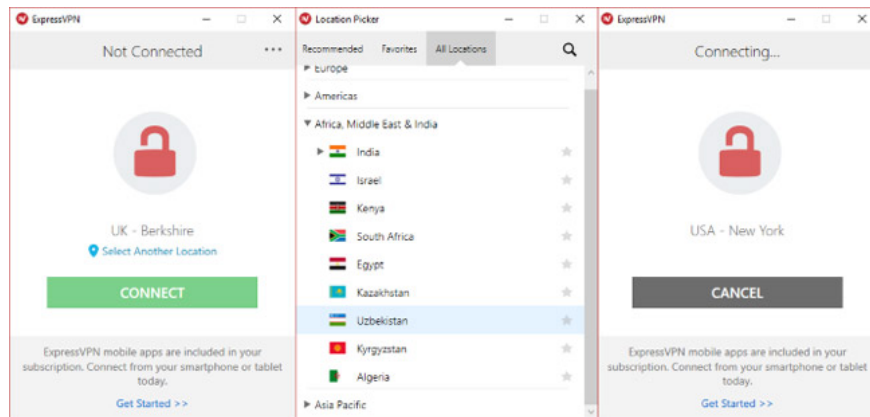 ExpressVPN
Not Connected
UK - Berkshire
Select Another Location
CONNECT
ExpressVPN mobile apps are included in your
subscription. Connect from your smartphone or tablet
today.
Get Started >>
Location Picker
Recommended Favorites All Locations
Europe
Americas
Africa, Middle East & India
India
Israel
Kenya
South Africa
Egypt
Kazakhstan
Uzbekistan
Kyrgyzstan
Algeria
Asia Pacific
ExpressVPN
Connecting...
USA - New York
CANCEL
ExpressVPN mobile apps are included in your
subscription. Connect from your smartphone or tablet
today.
Get Started >>